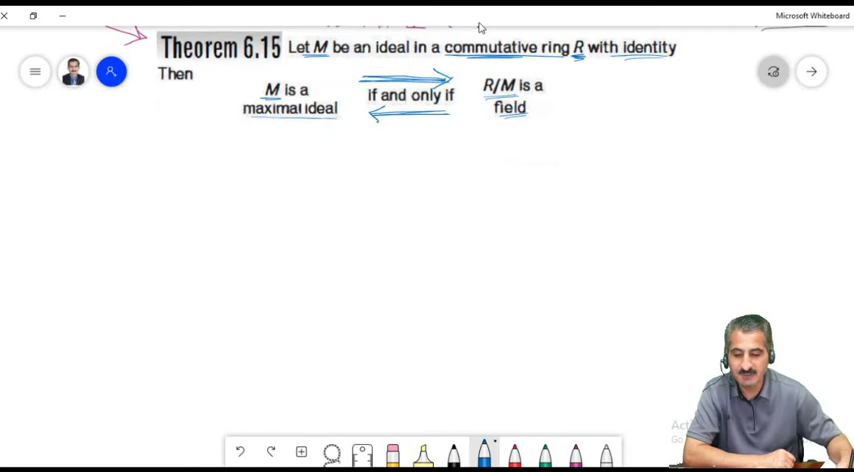 Microsoft Whiteboard
Theorem 6.15 Let M be an ideal in a commutative ring R with identity
Then
M is a maximal ideal
if and only if
R/M is a field